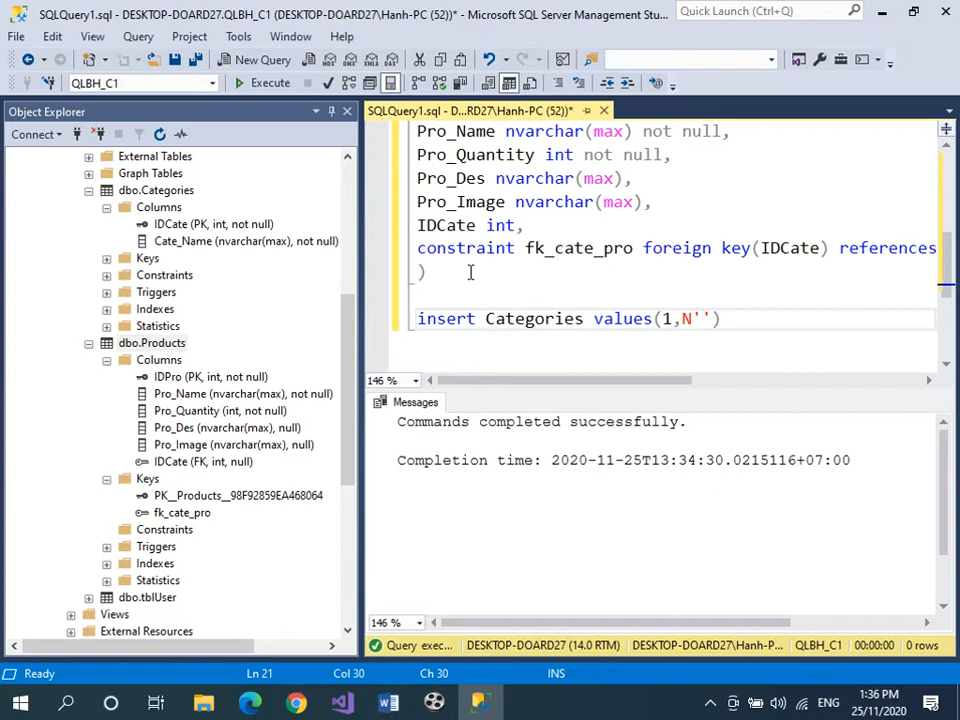 SQLQuery1.sql - DESKTOP-DOARD27.QLBH_C1 (DESKTOP-DOARD27\Hanh-PC (52))* - Microsoft SQL Server Management Stu...
Quick Launch (Ctrl+Q)
File Edit View Query Project Tools Window Help
New Query
MDX DMX XMLA DAX
QLBH_C1
Execute
Object Explorer
SQLQuery1.sql - D...RD27\Hanh-PC (52))*
Connect
External Tables
Graph Tables
dbo.Categories
Columns
IDCate (PK, int, not null)
Cate_Name (nvarchar(max), not null)
Keys
Constraints
Triggers
Indexes
Statistics
dbo.Products
Columns
IDPro (PK, int, not null)
Pro_Name (nvarchar(max), not null)
Pro_Quantity (int, not null)
Pro_Des (nvarchar(max), null)
Pro_Image (nvarchar(max), null)
IDCate (FK, int, null)
Keys
PK__Products__98F92859EA468064
fk_cate_pro
Constraints
Triggers
Indexes
Statistics
dbo.tblUser
Views
External Resources
Pro_Name nvarchar(max) not null,
Pro_Quantity int not null,
Pro_Des nvarchar(max),
Pro_Image nvarchar(max),
IDCate int,
constraint fk_cate_pro foreign key(IDCate) references
)
insert Categories values(1,N'')
146 %
Messages
Commands completed successfully.
Completion time: 2020-11-25T13:34:30.0215116+07:00
146 %
Query exec... DESKTOP-DOARD27 (14.0 RTM) DESKTOP-DOARD27\Hanh-P... QLBH_C1 00:00:00 0 rows
Ready Ln 21 Col 30 Ch 30 INS
ENG
1:36 PM
25/11/2020